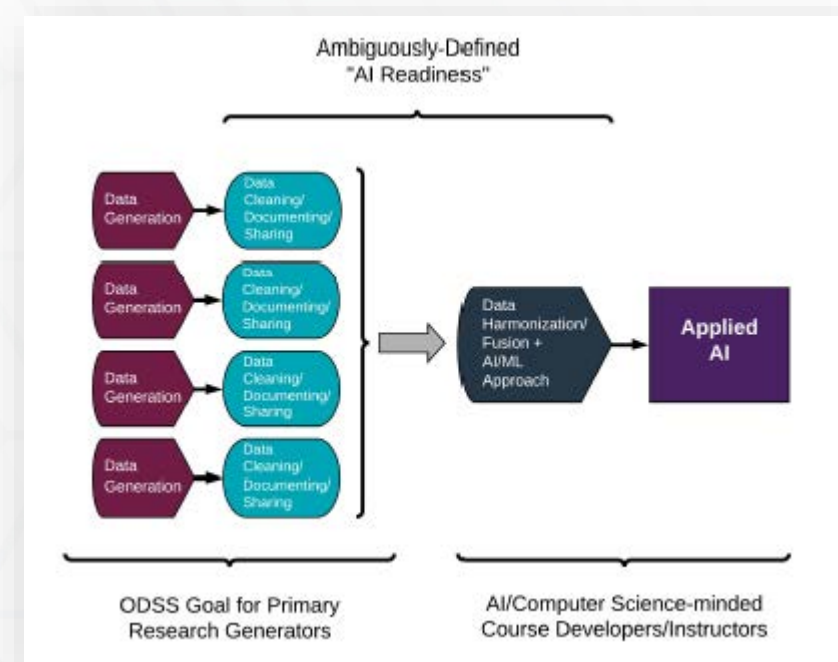 Ambiguously-Defined
"AI Readiness"
Data
Generation
Data
Cleaning/
Documenting/
Sharing
Data
Generation
Data
Cleaning/
Documenting/
Sharing
Data
Generation
Data
Cleaning/
Documenting/
Sharing
Data
Generation
Data
Cleaning/
Documenting/
Sharing
Data
Harmonization/
Fusion +
AI/ML
Approach
Applied
AI
ODSS Goal for Primary
Research Generators
AI/Computer Science-minded
Course Developers/Instructors